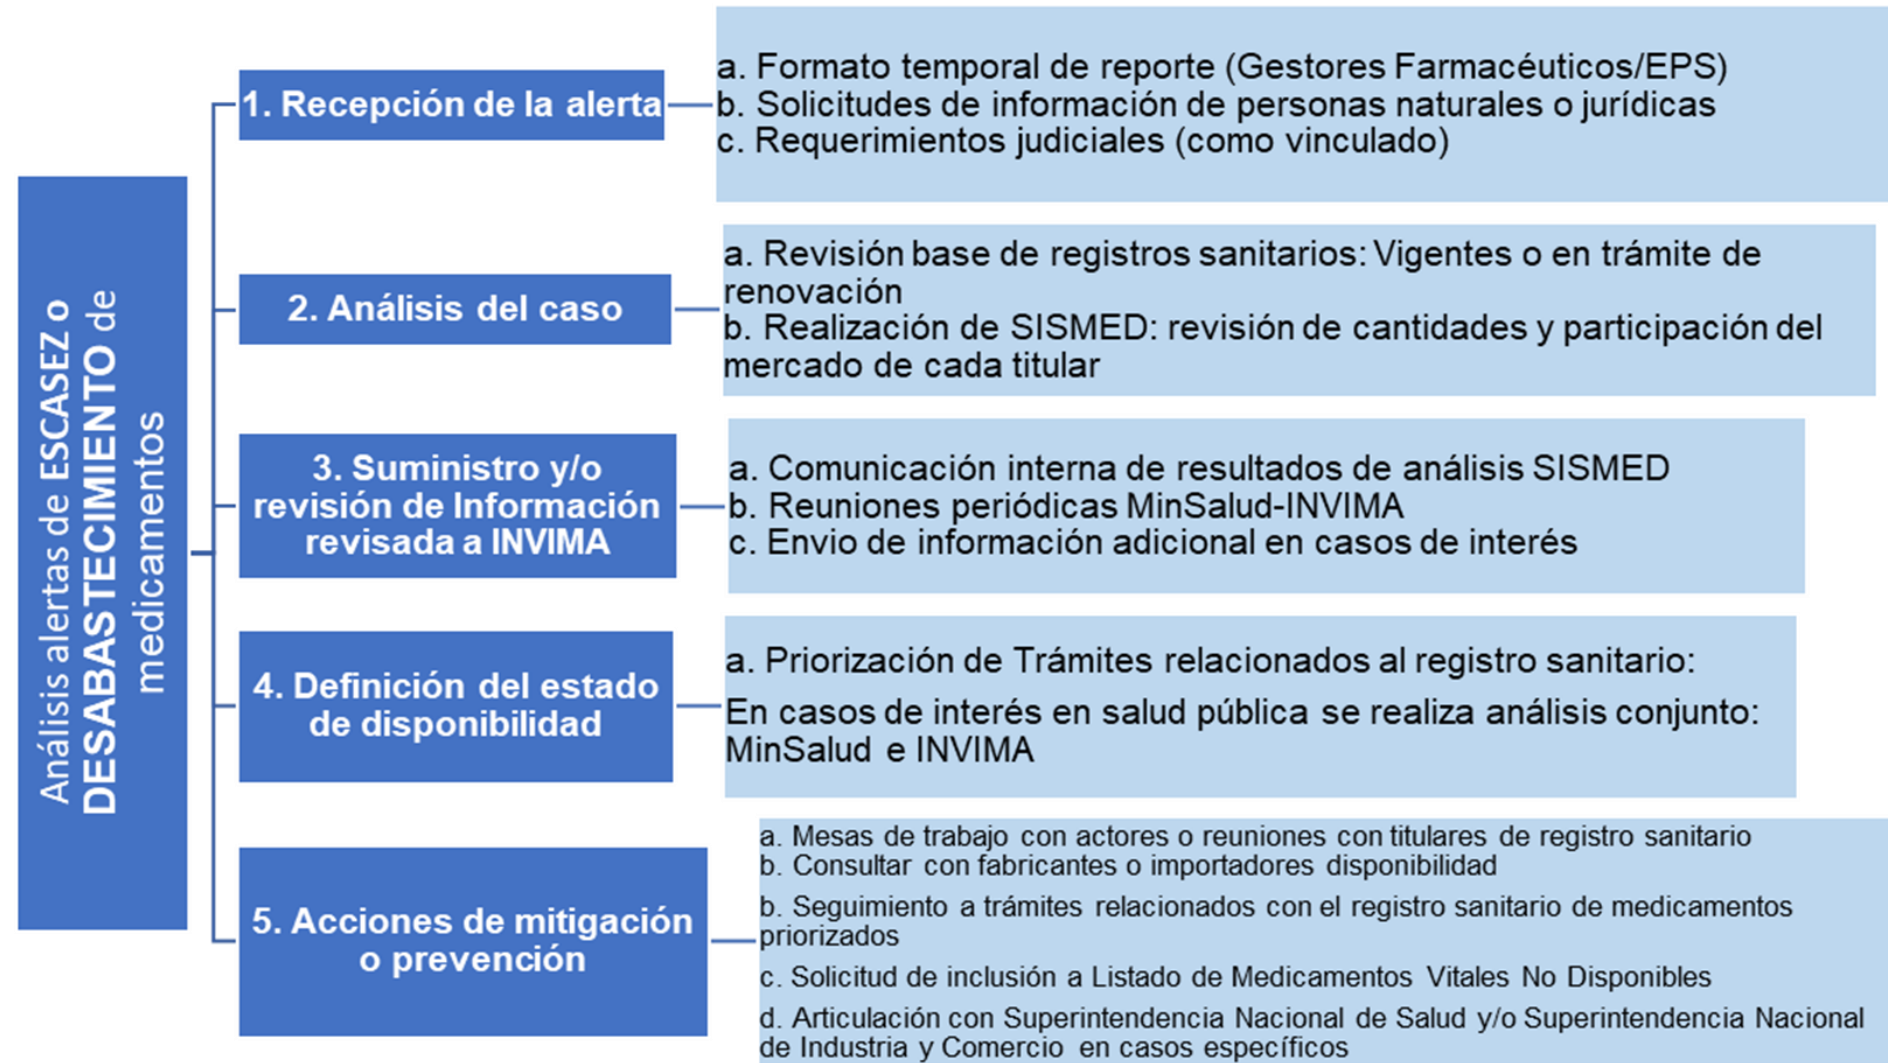 Análisis alertas de ESCASEZ o
DESABASTECIMIENTO de
medicamentos
1. Recepción de la alerta
a. Formato temporal de reporte (Gestores Farmacéuticos/EPS)
b. Solicitudes de información de personas naturales o jurídicas
c. Requerimientos judiciales (como vinculado)
2. Análisis del caso
a. Revisión base de registros sanitarios: Vigentes o en trámite de
renovación
b. Realización de SISMED: revisión de cantidades y participación del
mercado de cada titular
3. Suministro y/o
revisión de Información
revisada a INVIMA
a. Comunicación interna de resultados de análisis SISMED
b. Reuniones periódicas MinSalud-INVIMA
c. Envio de información adicional en casos de interés
4. Definición del estado
de disponibilidad
a. Priorización de Trámites relacionados al registro sanitario:
En casos de interés en salud pública se realiza análisis conjunto:
MinSalud e INVIMA
5. Acciones de mitigación
o prevención
a. Mesas de trabajo con actores o reuniones con titulares de registro sanitario
b. Consultar con fabricantes o importadores disponibilidad
b. Seguimiento a trámites relacionados con el registro sanitario de medicamentos
priorizados
c. Solicitud de inclusión a Listado de Medicamentos Vitales No Disponibles
d. Articulación con Superintendencia Nacional de Salud y/o Superintendencia Nacional
de Industria y Comercio en casos específicos